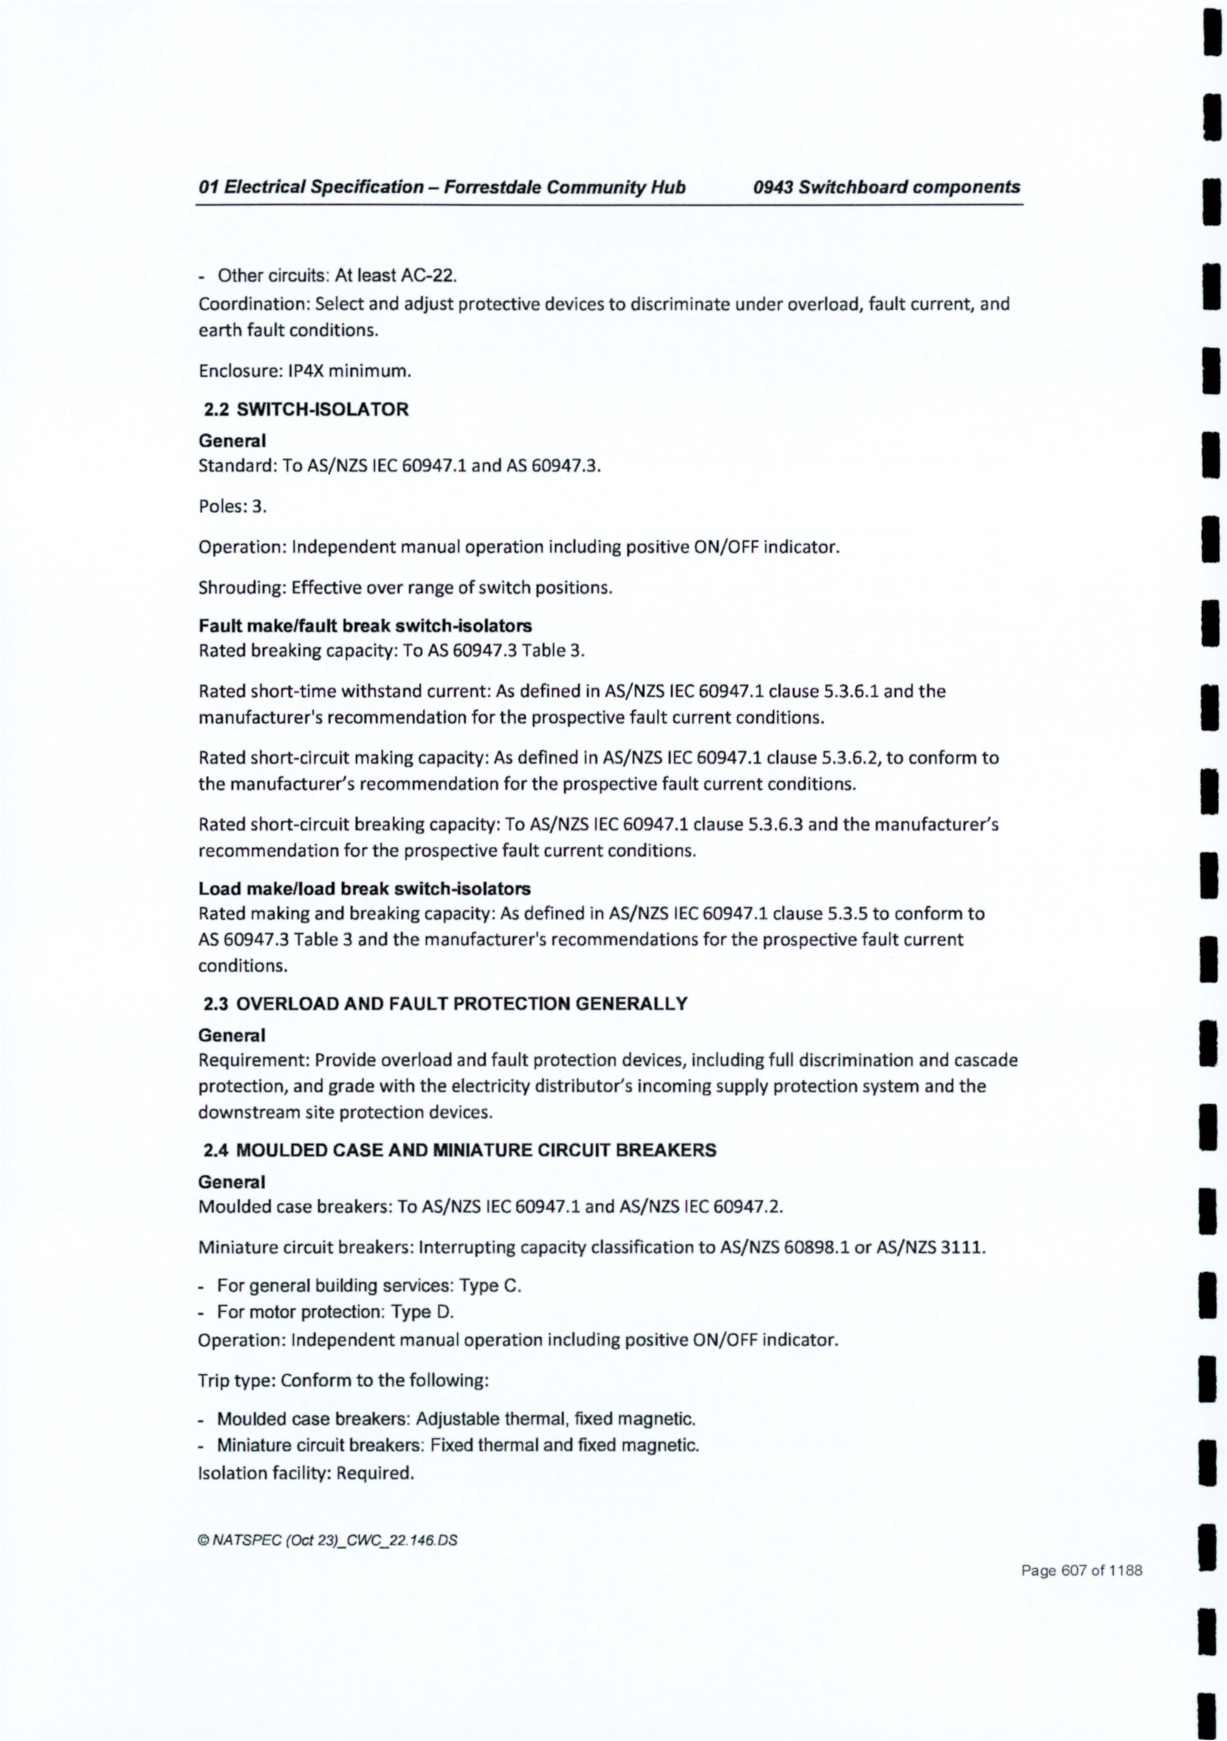 01 Electrical Specification – Forrestdale Community Hub 0943 Switchboard components
- Other circuits: At least AC-22.
Coordination: Select and adjust protective devices to discriminate under overload, fault current, and
earth fault conditions.
Enclosure: IP4X minimum.
2.2 SWITCH-ISOLATOR
General
Standard: To AS/NZS IEC 60947.1 and AS 60947.3.
Poles: 3.
Operation: Independent manual operation including positive ON/OFF indicator.
Shrouding: Effective over range of switch positions.
Fault make/fault break switch-isolators
Rated breaking capacity: To AS 60947.3 Table 3.
Rated short-time withstand current: As defined in AS/NZS IEC 60947.1 clause 5.3.6.1 and the
manufacturer's recommendation for the prospective fault current conditions.
Rated short-circuit making capacity: As defined in AS/NZS IEC 60947.1 clause 5.3.6.2, to conform to
the manufacturer's recommendation for the prospective fault current conditions.
Rated short-circuit breaking capacity: To AS/NZS IEC 60947.1 clause 5.3.6.3 and the manufacturer's
recommendation for the prospective fault current conditions.
Load make/load break switch-isolators
Rated making and breaking capacity: As defined in AS/NZS IEC 60947.1 clause 5.3.5 to conform to
AS 60947.3 Table 3 and the manufacturer's recommendations for the prospective fault current
conditions.
2.3 OVERLOAD AND FAULT PROTECTION GENERALLY
General
Requirement: Provide overload and fault protection devices, including full discrimination and cascade
protection, and grade with the electricity distributor's incoming supply protection system and the
downstream site protection devices.
2.4 MOULDED CASE AND MINIATURE CIRCUIT BREAKERS
General
Moulded case breakers: To AS/NZS IEC 60947.1 and AS/NZS IEC 60947.2.
Miniature circuit breakers: Interrupting capacity classification to AS/NZS 60898.1 or AS/NZS 3111.
- For general building services: Type C.
- For motor protection: Type D.
Operation: Independent manual operation including positive ON/OFF indicator.
Trip type: Conform to the following:
- Moulded case breakers: Adjustable thermal, fixed magnetic.
- Miniature circuit breakers: Fixed thermal and fixed magnetic.
Isolation facility: Required.
© NATSPEC (Oct 23)_CWC_22.146.DS
Page 607 of 1188